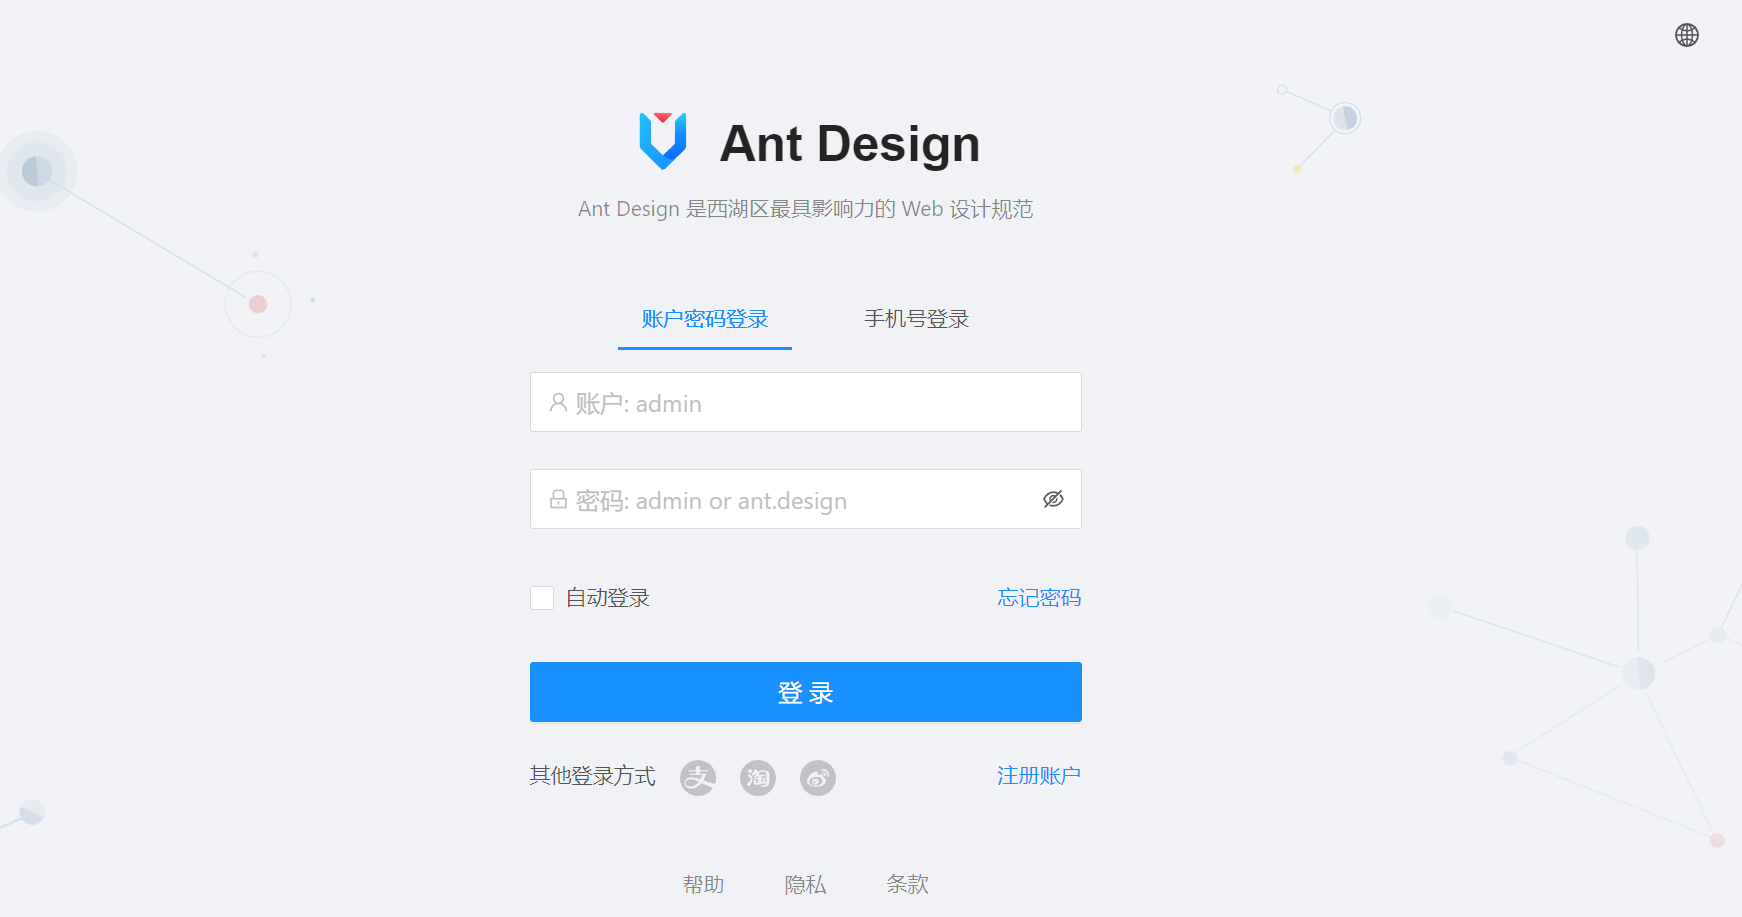 Ant Design
Ant Design 是西湖区最具影响力的 Web 设计规范
账户密码登录 手机号登录
账户: admin
密码: admin or ant.design
自动登录 忘记密码
登 录
其他登录方式 支 淘 注册账户
帮助 隐私 条款